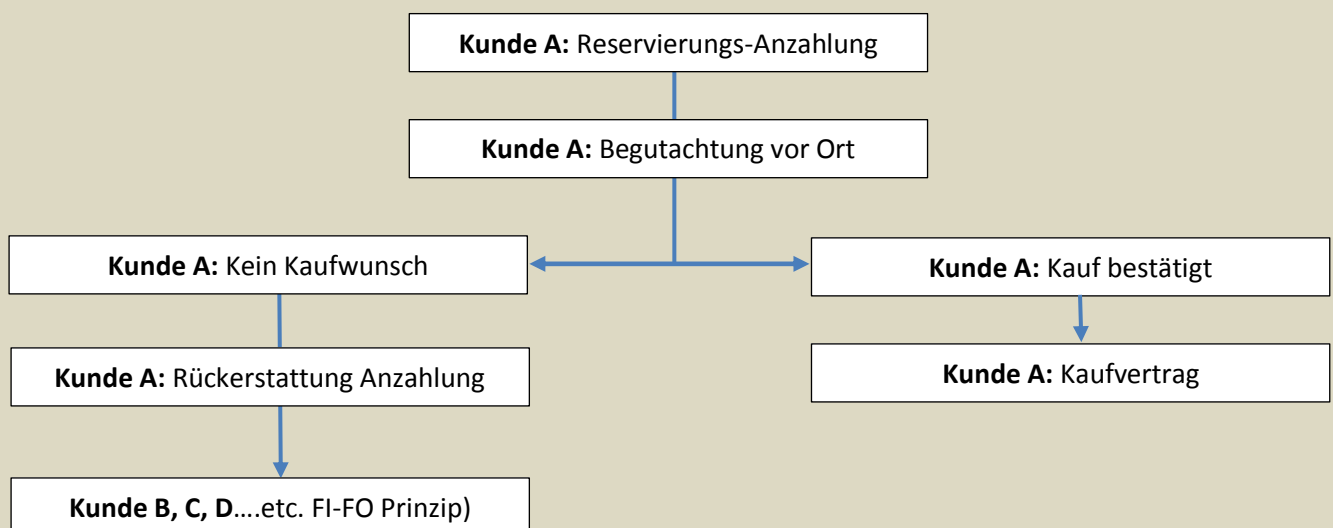 Kunde A: Reservierungs-Anzahlung
Kunde A: Begutachtung vor Ort
Kunde A: Kein Kaufwunsch
Kunde A: Kauf bestätigt
Kunde A: Rückerstattung Anzahlung
Kunde A: Kaufvertrag
Kunde B, C, D....etc. FI-FO Prinzip)